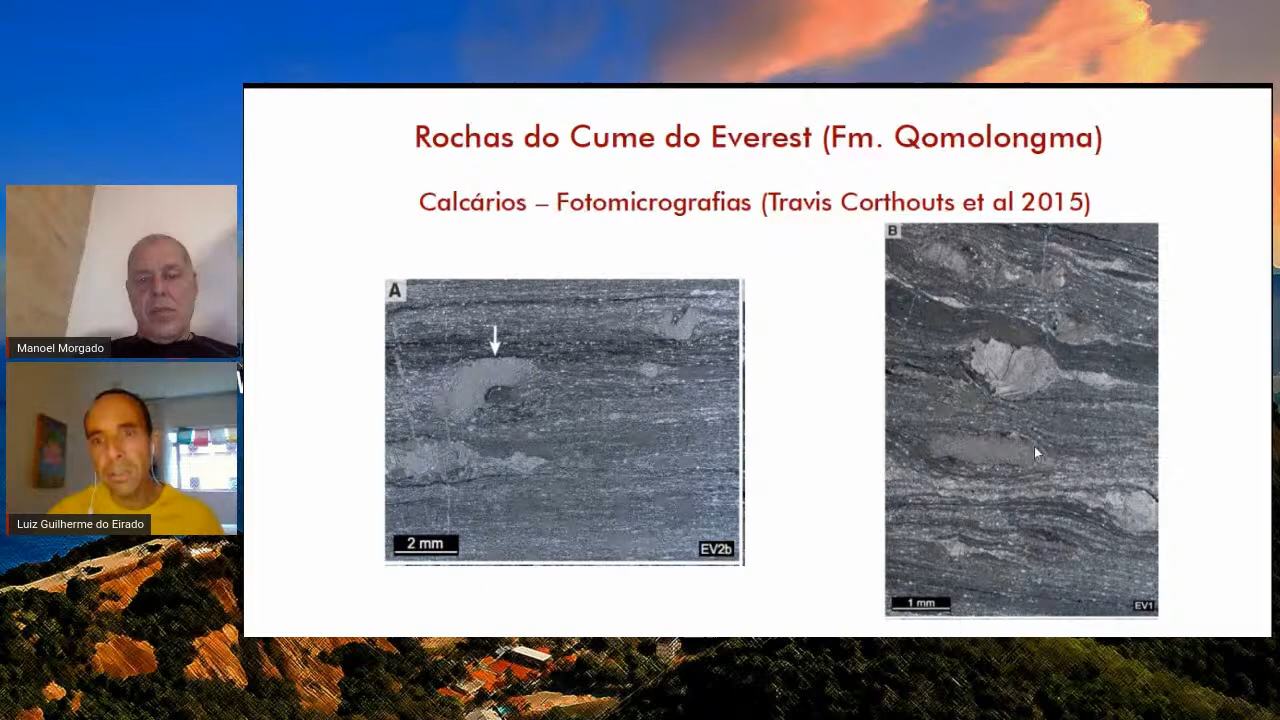 Rochas do Cume do Everest (Fm. Qomolongma)
Calcários – Fotomicrografias (Travis Corthouts et al 2015)
A
2 mm
EV2b
B
1 mm
EV1
Manoel Morgado
Luiz Guilherme do Eirado